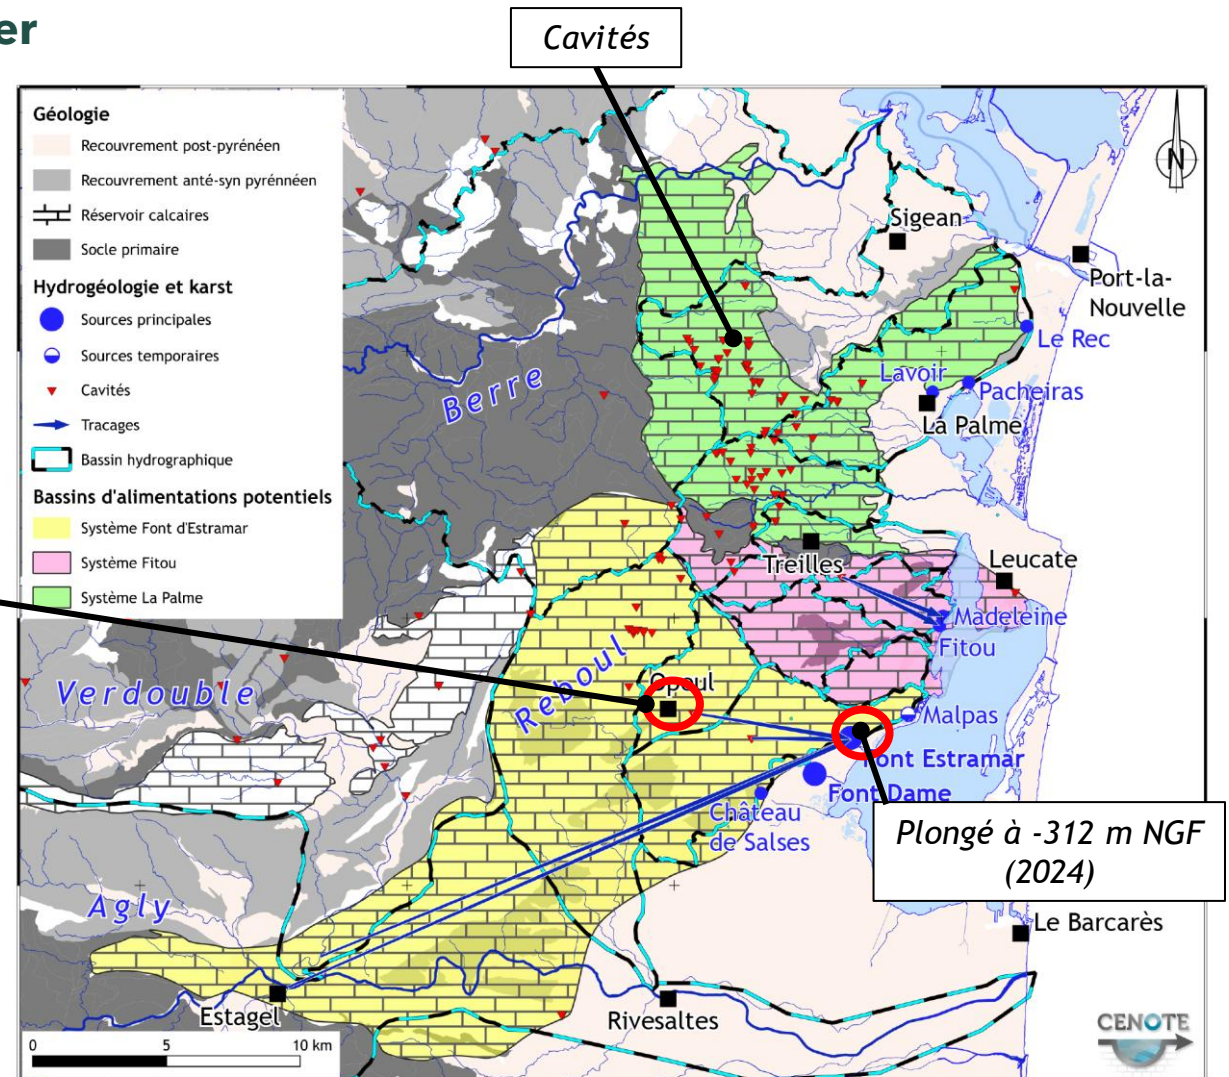 er
Cavités
Géologie
Recouvrement post-pyrénéen
Recouvrement anté-syn pyrénnéen
Réservoir calcaires
Socle primaire
Hydrogéologie et karst
Sources principales
Sources temporaires
Cavités
Tracages
Bassin hydrographique
Bassins d'alimentations potentiels
Système Font d'Estramar
Système Fitou
Système La Palme
N
Sigean
Port-la-
Nouvelle
Le Rec
Lavoir
Pacheiras
La Palme
Berre
Treilles
Leucate
Madeleine
Fitou
Verdouble
Reboul
Opoul
Malpas
Font Estramar
Font Dame
Château
de Salses
Plongé à -312 m NGF
(2024)
Agly
Le Barcarès
Estagel
Rivesaltes
0 5 10 km
CENOTE